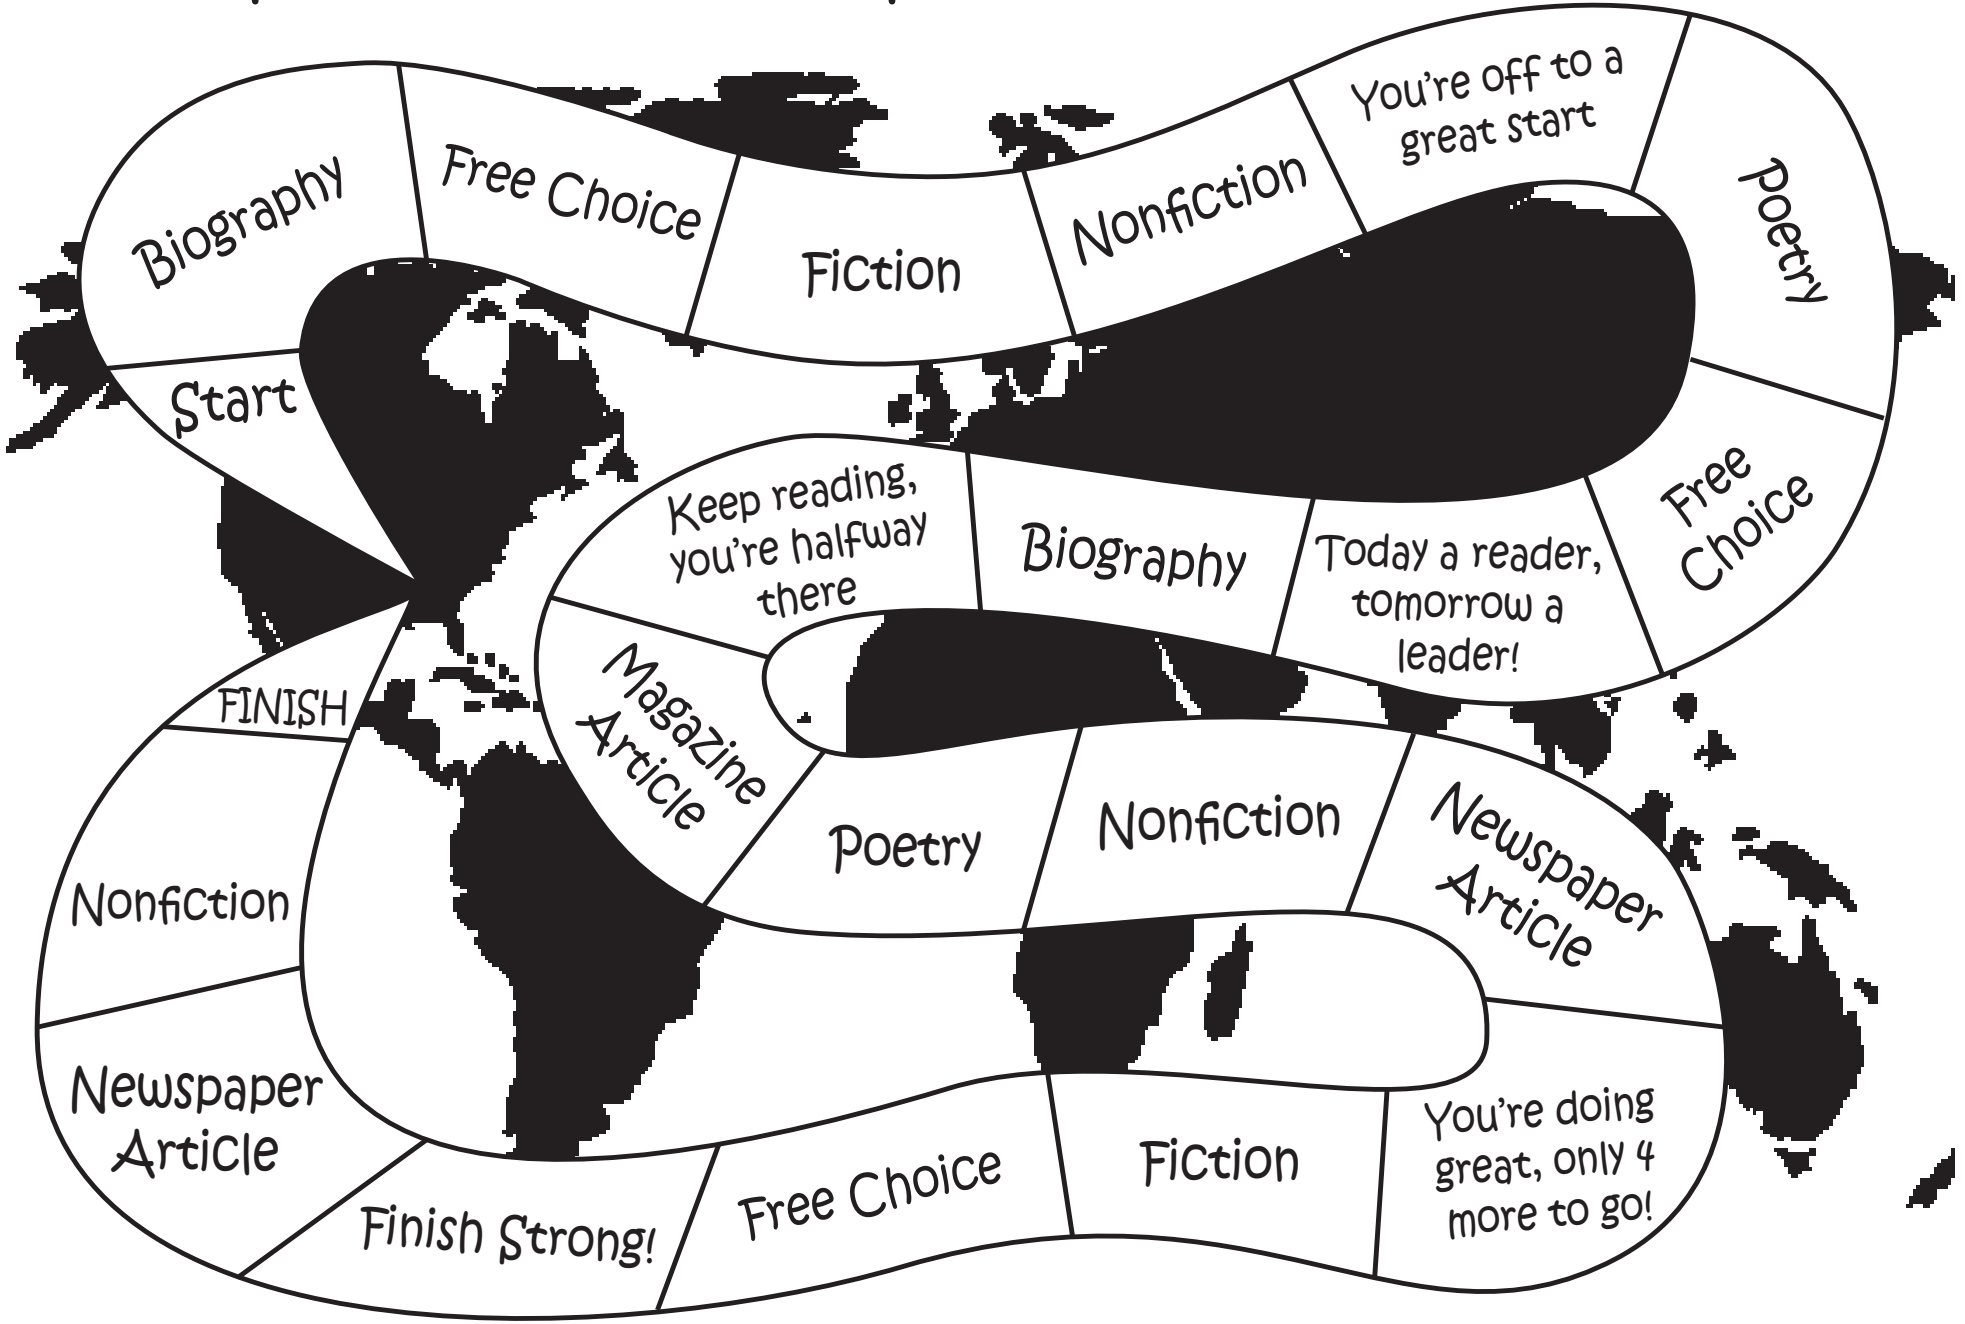 Start
Biography
Free Choice
Fiction
Nonfiction
You're off to a
great start
Poetry
Free
Choice
Today a reader,
tomorrow a
leader!
Biography
Keep reading,
you're halfway
there
Magazine
Article
Poetry
Nonfiction
Newspaper
Article
You're doing
great, only 4
more to go!
Fiction
Free Choice
Finish Strong!
Newspaper
Article
Nonfiction
FINISH